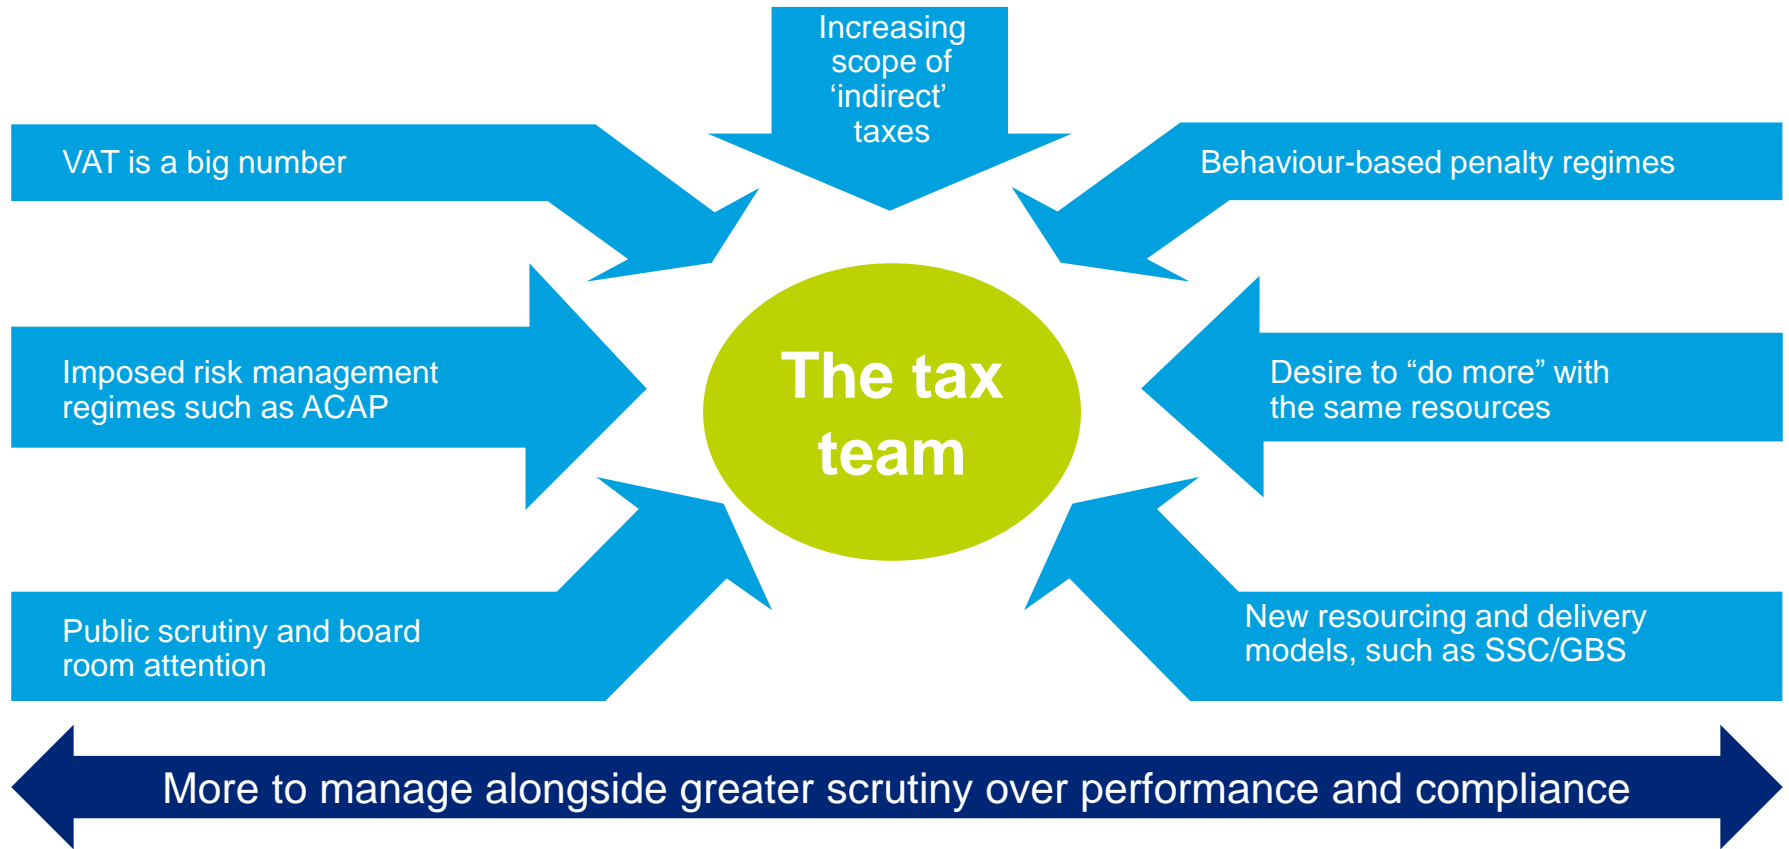 Increasing
scope of
‘indirect’
taxes
VAT is a big number
Behaviour-based penalty regimes
Imposed risk management
regimes such as ACAP
The tax
team
Desire to “do more” with
the same resources
Public scrutiny and board
room attention
New resourcing and delivery
models, such as SSC/GBS
More to manage alongside greater scrutiny over performance and compliance